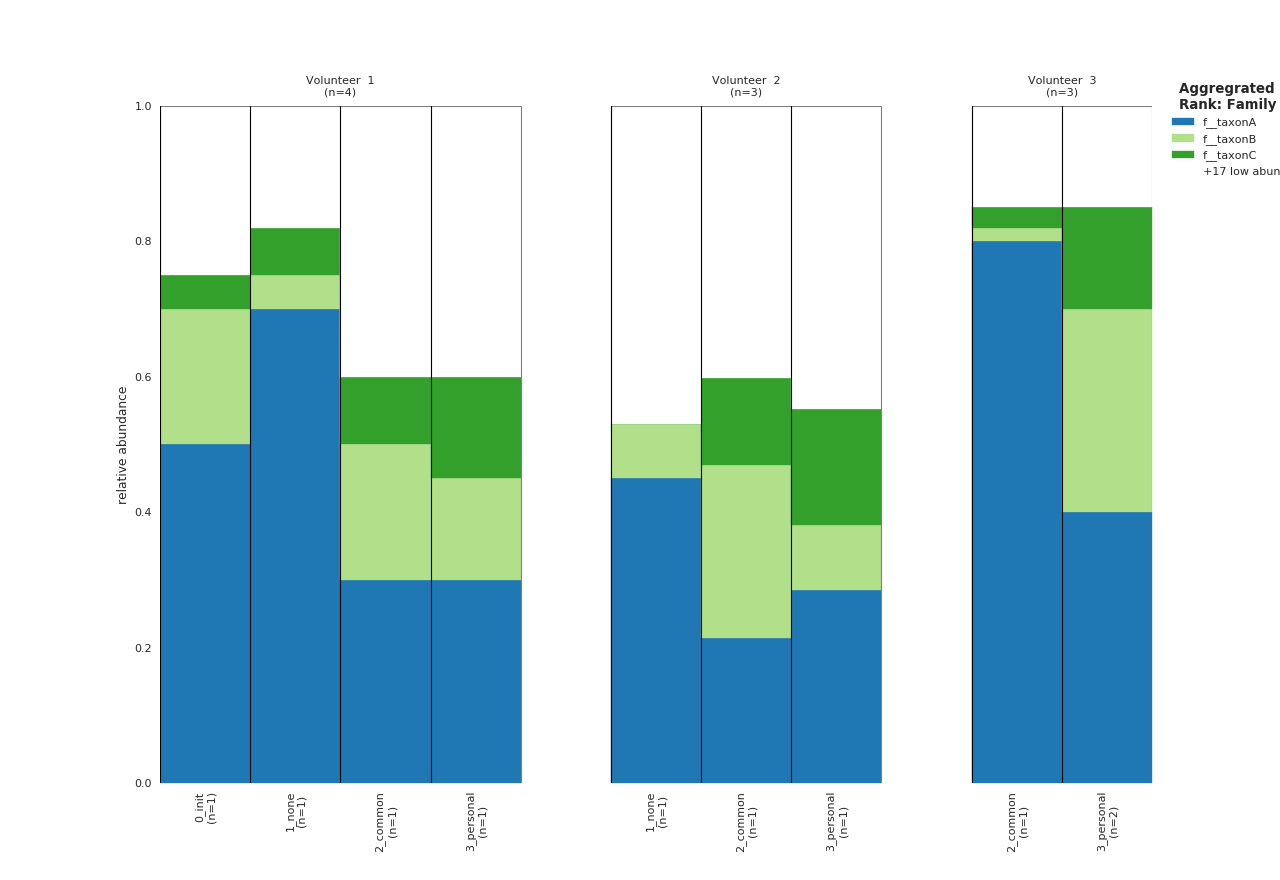 Volunteer 1
(n=4)
Volunteer 2
(n=3)
Volunteer 3
(n=3)
Aggregrated
Rank: Family
f__taxonA
f__taxonB
f__taxonC
+17 low abun
relative abundance
1.0
0.8
0.6
0.4
0.2
0.0
0_init
(n=1)
1_none
(n=1)
2_common
(n=1)
3_personal
(n=1)
1_none
(n=1)
2_common
(n=1)
3_personal
(n=1)
2_common
(n=1)
3_personal
(n=2)